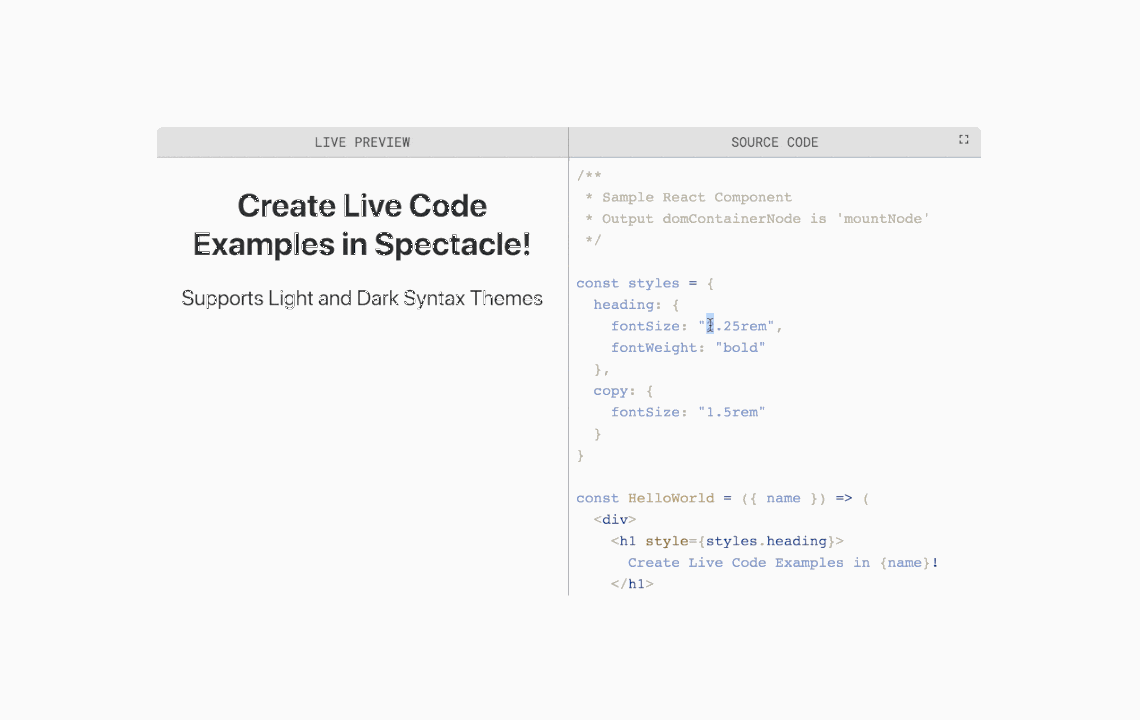 LIVE PREVIEW
Create Live Code
Examples in Spectacle!
Supports Light and Dark Syntax Themes
SOURCE CODE
/**
 * Sample React Component
 * Output domContainerNode is 'mountNode'
 */
const styles = {
  heading: {
    fontSize: ".25rem",
    fontWeight: "bold"
  },
  copy: {
    fontSize: "1.5rem"
  }
}
const HelloWorld = ({ name }) => (
  <div>
    <h1 style={styles.heading}>
      Create Live Code Examples in {name}!
    </h1>